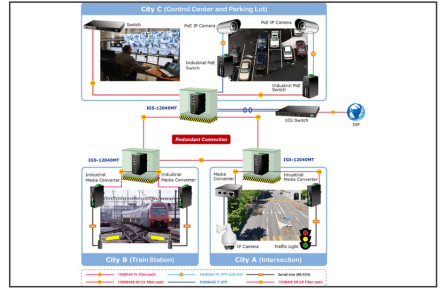 City C (Control Center and Parking Lot)
Switch
PoE IP Camera
PoE IP Camera
Industrial PoE
Switch
Industrial PoE
Switch
IGS-12040MT
IGS Switch
ISP
Redundant Connection
IGS-12040MT
IGS-12040MT
Industrial
Media Converter
Industrial
Media Converter
Media
Converter
Industrial
Media Converter
IP Camera
Traffic Light
City B (Train Station)
City A (Intersection)